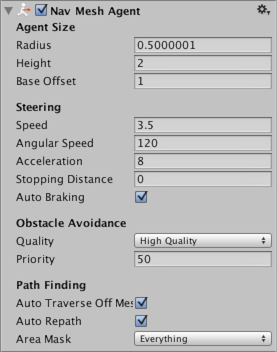 Nav Mesh Agent
Agent Size
Radius 0.5000001
Height 2
Base Offset 1
Steering
Speed 3.5
Angular Speed 120
Acceleration 8
Stopping Distance 0
Auto Braking
Obstacle Avoidance
Quality High Quality
Priority 50
Path Finding
Auto Traverse Off Mes
Auto Repath
Area Mask Everything